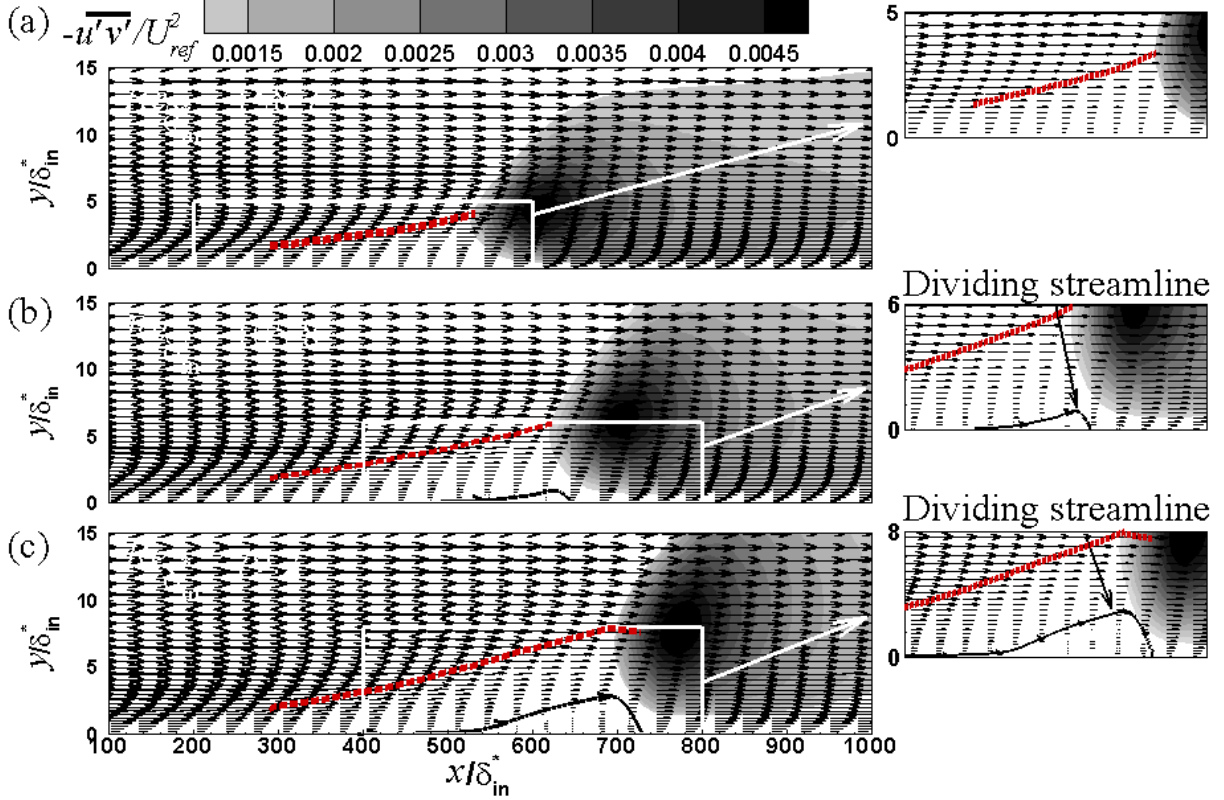 (a) -u'v'/U²ref
0.0015 0.002 0.0025 0.003 0.0035 0.004 0.0045
15
10
5
0
y/δ*in
5
0
(b)
15
10
5
0
y/δ*in
Dividing streamline
6
0
(c)
15
10
5
0
y/δ*in
Dividing streamline
8
0
100 200 300 400 500 600 700 800 900 1000
x/δ*in